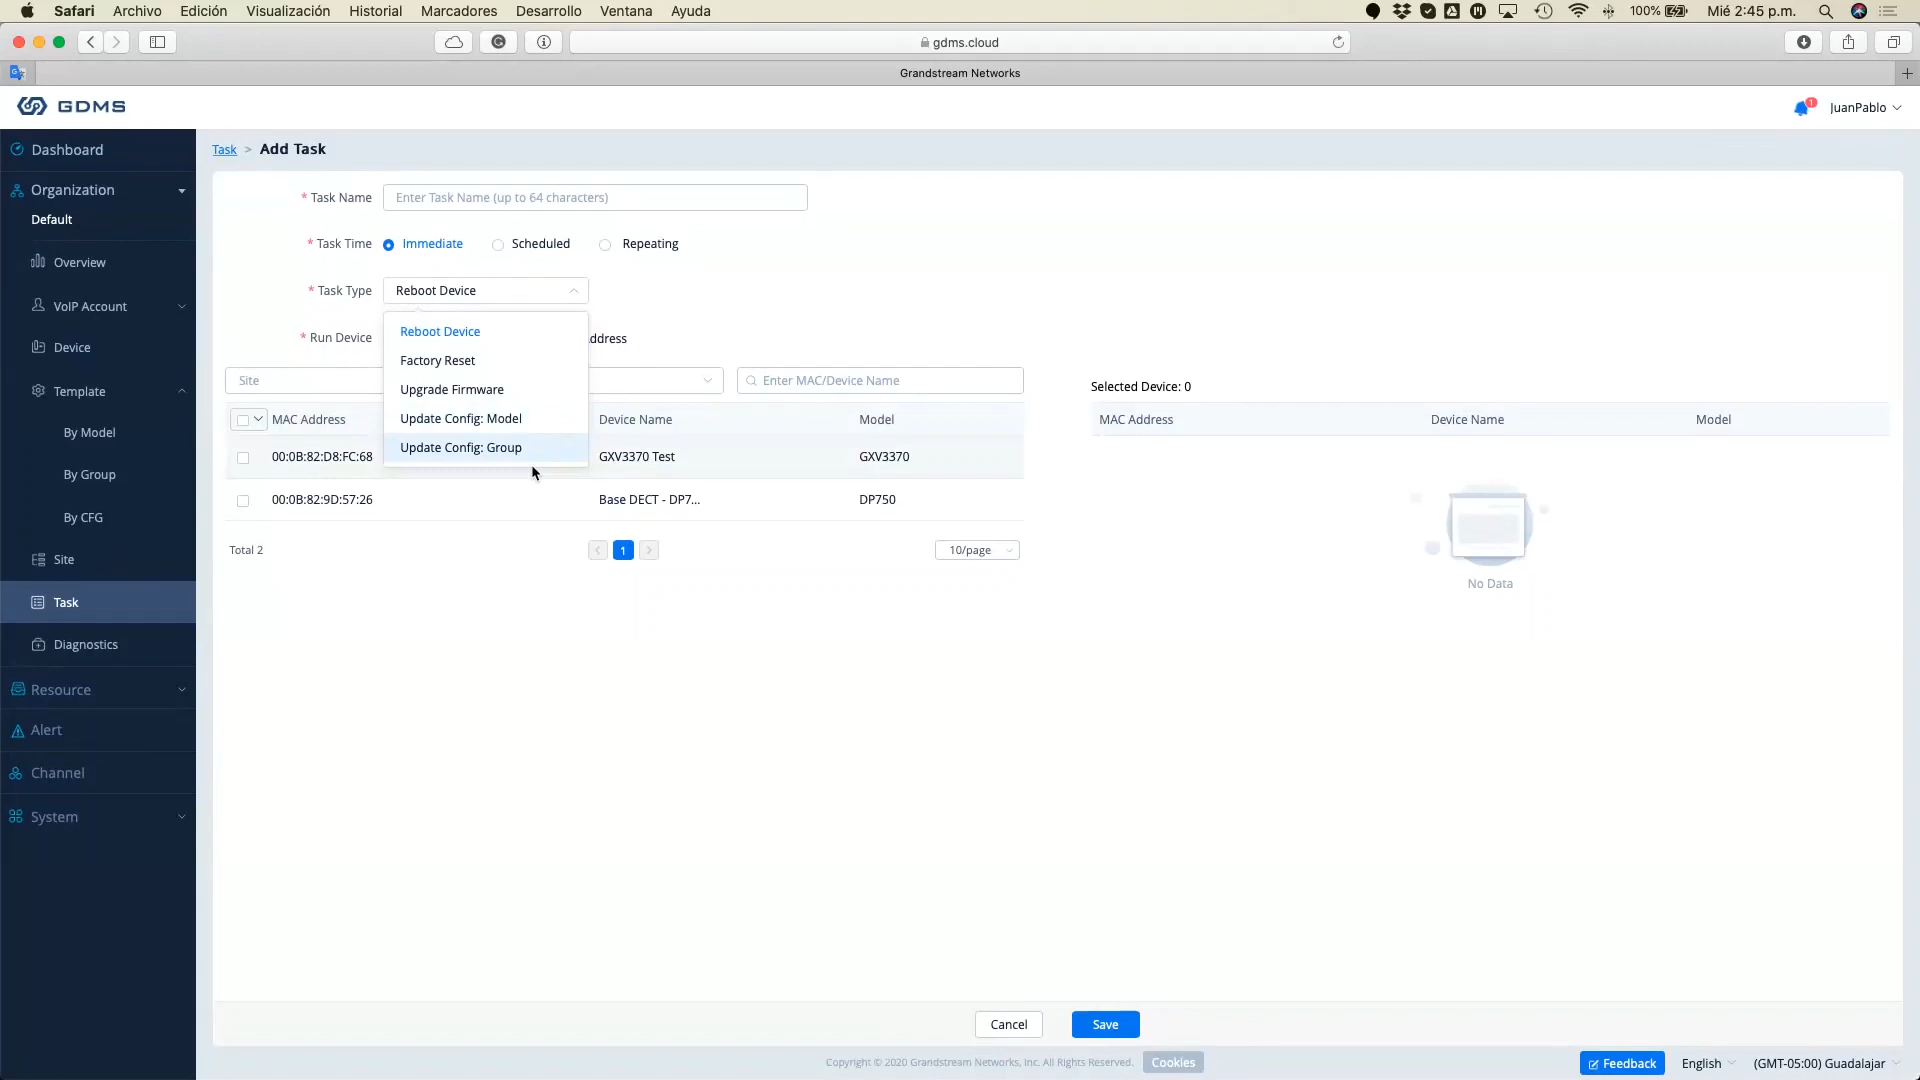 Safari Archivo Edición Visualización Historial Marcadores Desarrollo Ventana Ayuda 100% Mié 2:45 p.m.
gdms.cloud
Grandstream Networks
GDMS
1 JuanPablo
Dashboard
Organization
Default
Overview
VoIP Account
Device
Template
By Model
By Group
By CFG
Site
Task
Diagnostics
Resource
Alert
Channel
System
Task > Add Task
* Task Name Enter Task Name (up to 64 characters)
* Task Time Immediate Scheduled Repeating
* Task Type Reboot Device
Reboot Device
Factory Reset
Upgrade Firmware
Update Config: Model
Update Config: Group
* Run Device ddress
Site Enter MAC/Device Name
MAC Address Device Name Model
00:0B:82:D8:FC:68 GXV3370 Test GXV3370
00:0B:82:9D:57:26 Base DECT - DP7... DP750
Total 2 < 1 > 10/page
Selected Device: 0
MAC Address Device Name Model
No Data
Cancel Save
Copyright © 2020 Grandstream Networks, Inc. All Rights Reserved. Cookies
Feedback English (GMT-05:00) Guadalajar